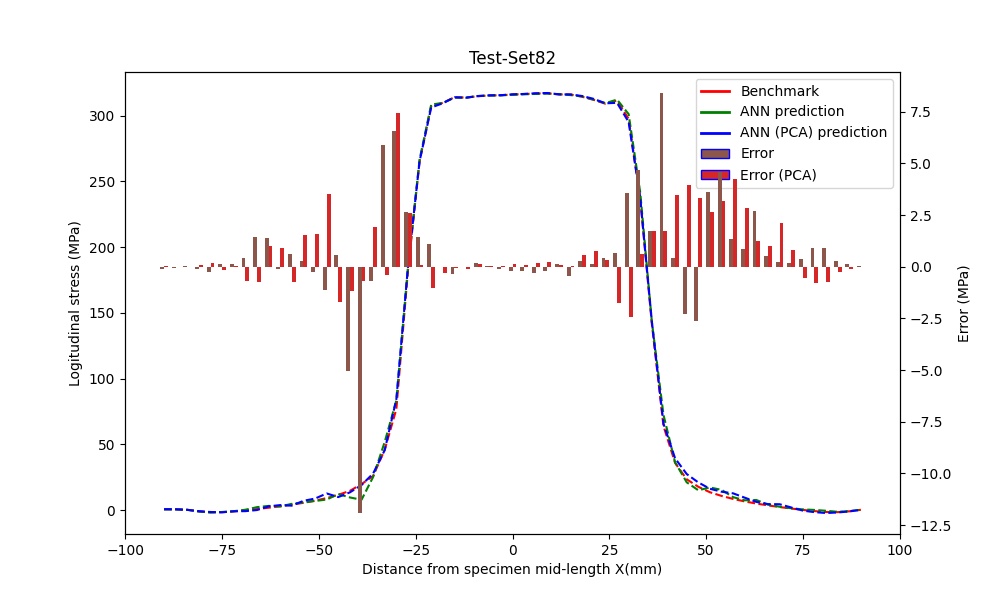 Test-Set82
Benchmark
ANN prediction
ANN (PCA) prediction
Error
Error (PCA)
300
250
200
150
100
50
0
Logitudinal stress (MPa)
7.5
5.0
2.5
0.0
−2.5
−5.0
−7.5
−10.0
−12.5
Error (MPa)
−100 −75 −50 −25 0 25 50 75 100
Distance from specimen mid-length X(mm)